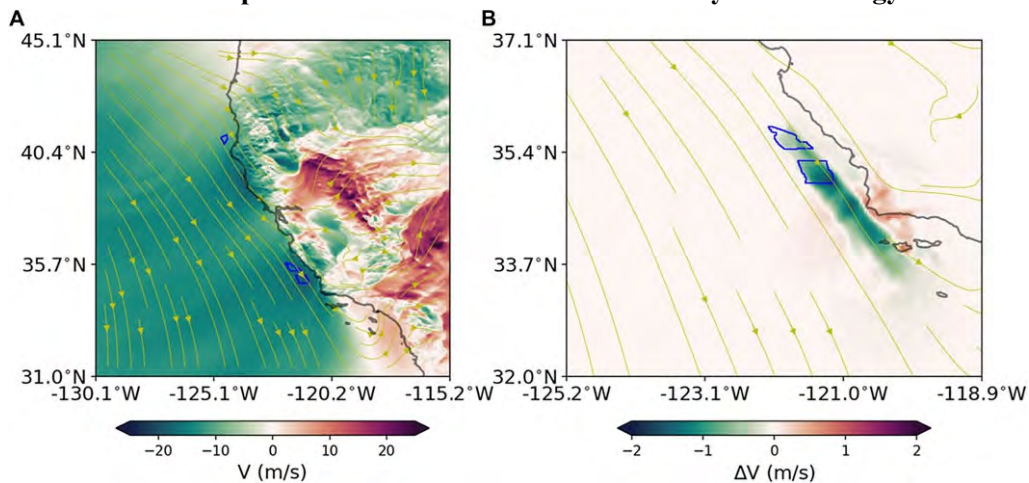 A
B
45.1°N
40.4°N
35.7°N
31.0°N
-130.1°W
-125.1°W
-120.2°W
-115.2°W
37.1°N
35.4°N
33.7°N
32.0°N
-125.2°W
-123.1°W
-121.0°W
-118.9°W
−20
−10
0
10
20
V (m/s)
−2
−1
0
1
2
ΔV (m/s)